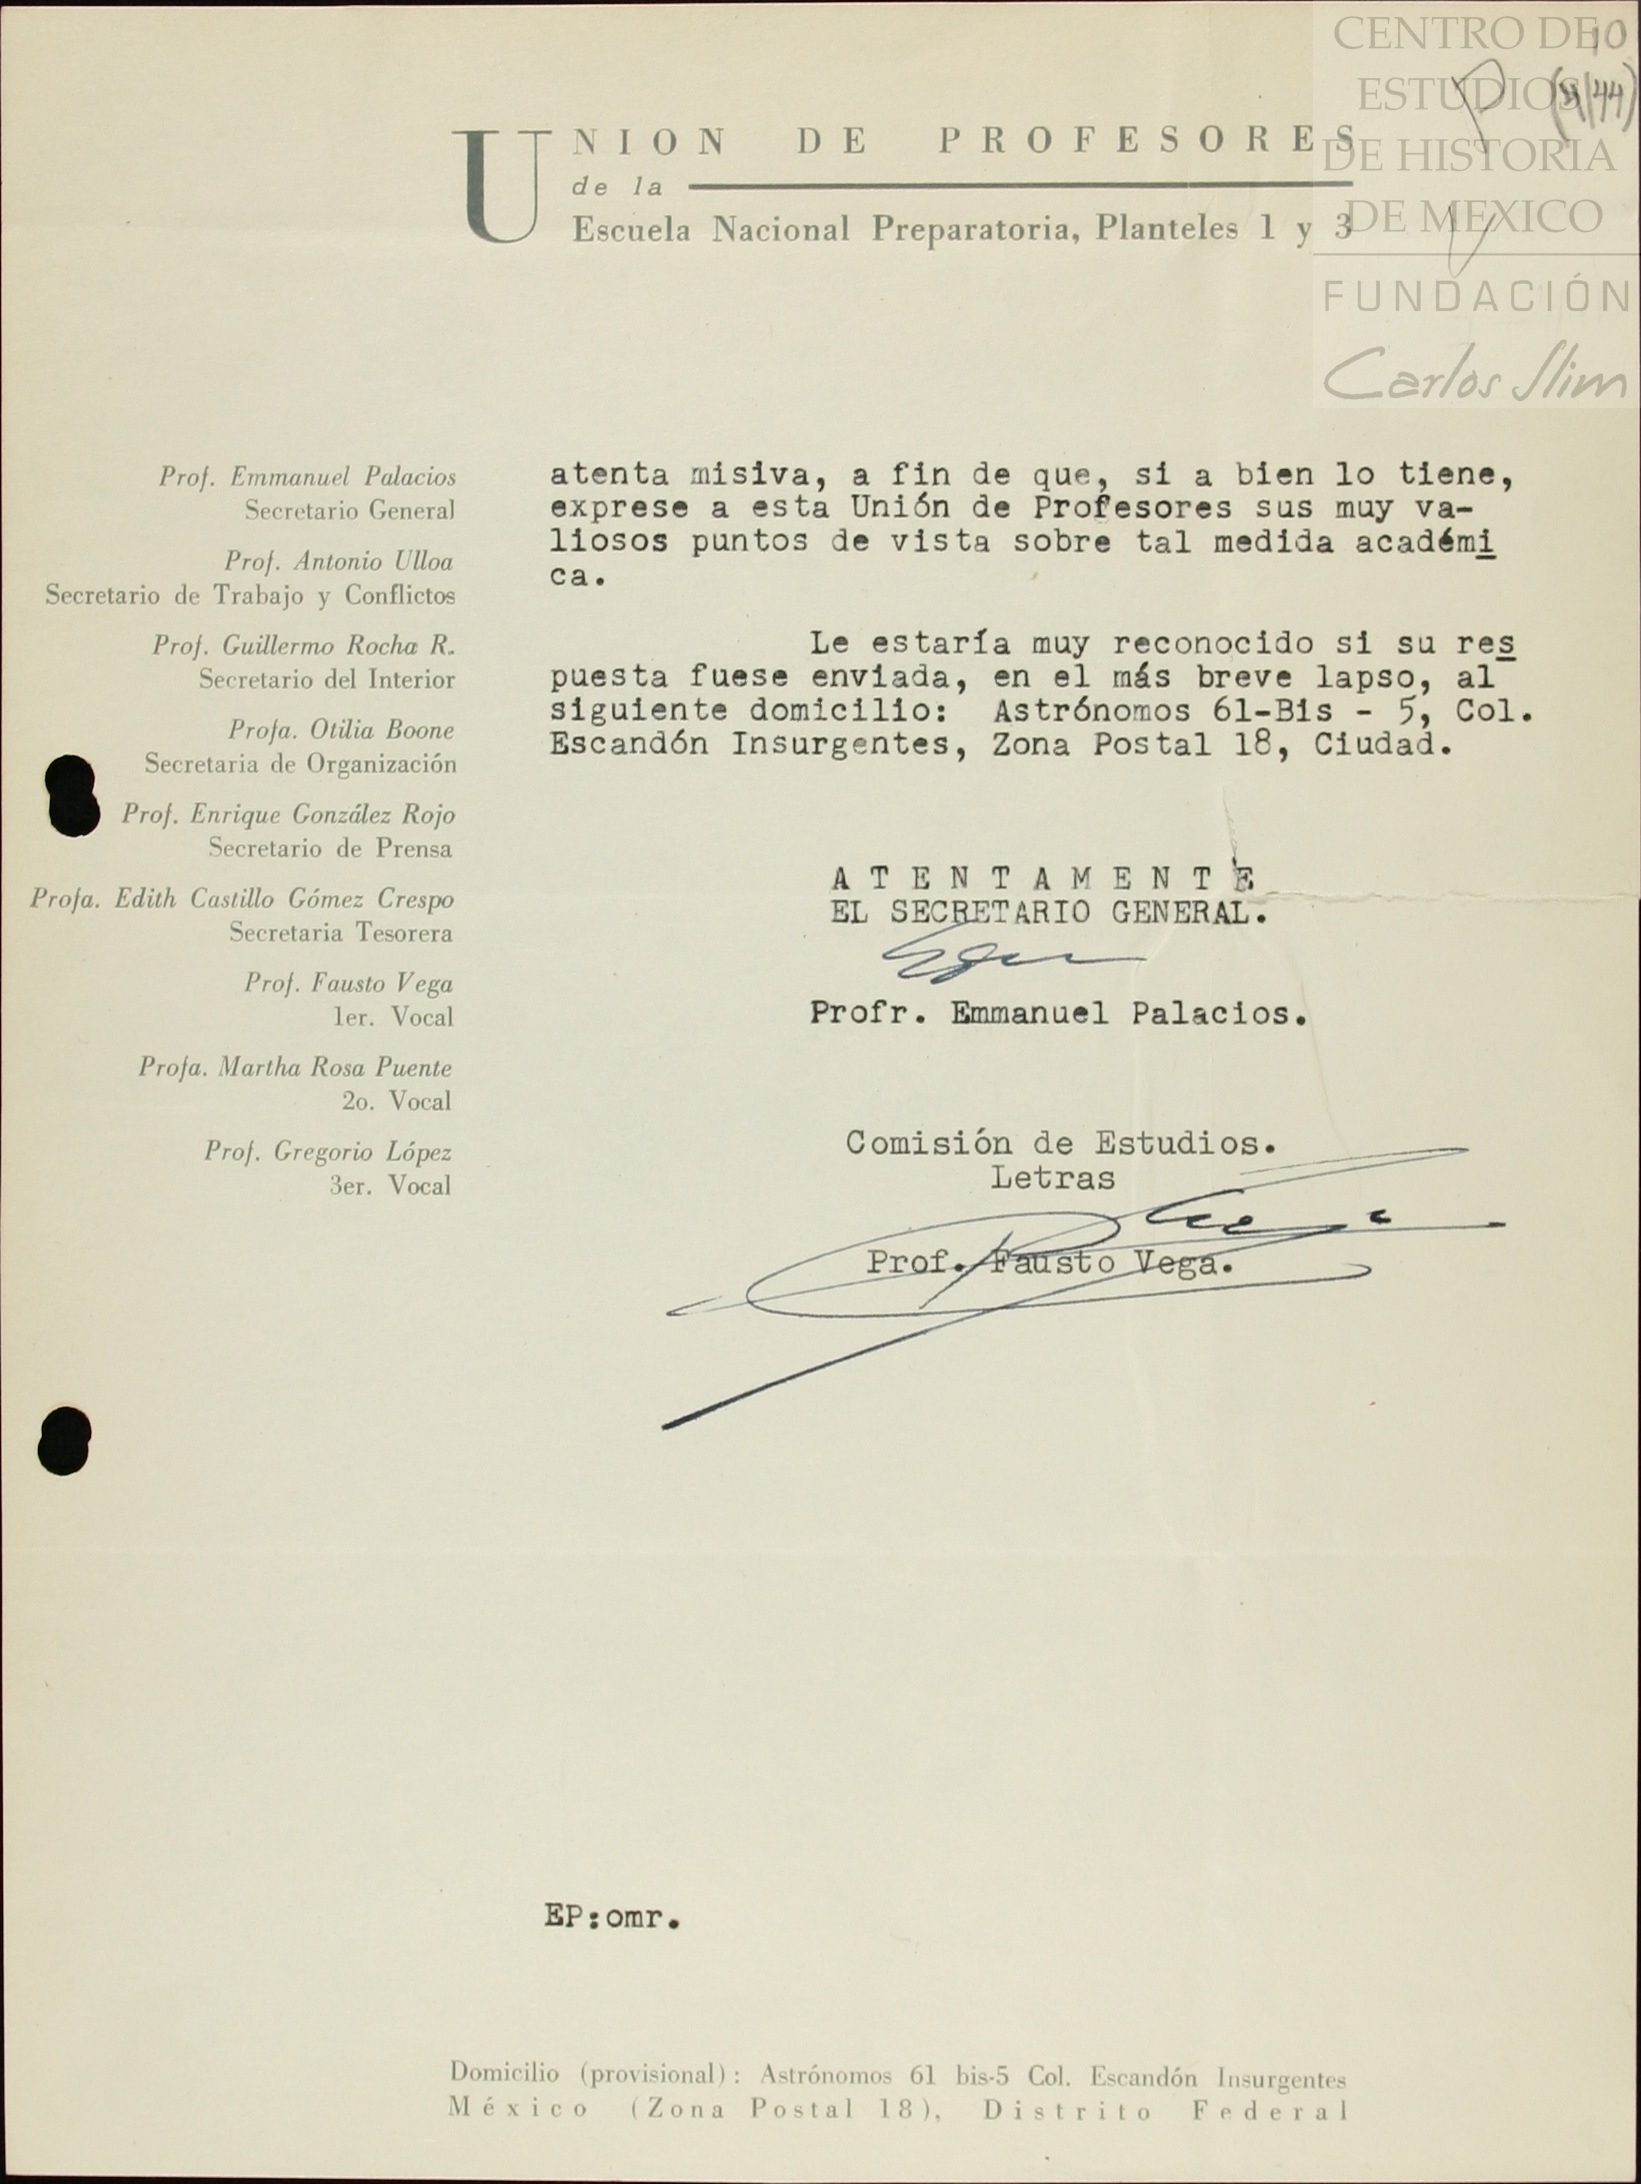 CENTRO DE
ESTUDIOS
DE HISTORIA
DE MEXICO
FUNDACIÓN
Carlos Slim
10
(4/44)
UNION DE PROFESORES
de la
Escuela Nacional Preparatoria, Planteles 1 y 3
Prof. Emmanuel Palacios
Secretario General
Prof. Antonio Ulloa
Secretario de Trabajo y Conflictos
Prof. Guillermo Rocha R.
Secretario del Interior
Profa. Otilia Boone
Secretaria de Organización
Prof. Enrique González Rojo
Secretario de Prensa
Profa. Edith Castillo Gómez Crespo
Secretaria Tesorera
Prof. Fausto Vega
1er. Vocal
Profa. Martha Rosa Puente
2o. Vocal
Prof. Gregorio López
3er. Vocal
atenta misiva, a fin de que, si a bien lo tiene,
exprese a esta Unión de Profesores sus muy va-
liosos puntos de vista sobre tal medida académi
ca.
Le estaría muy reconocido si su res
puesta fuese enviada, en el más breve lapso, al
siguiente domicilio: Astrónomos 61-Bis - 5, Col.
Escandón Insurgentes, Zona Postal 18, Ciudad.
A T E N T A M E N T E
EL SECRETARIO GENERAL.
Profr. Emmanuel Palacios.
Comisión de Estudios.
Letras
Prof. Fausto Vega.
EP:omr.
Domicilio (provisional): Astrónomos 61 bis-5 Col. Escandón Insurgentes
México (Zona Postal 18), Distrito Federal